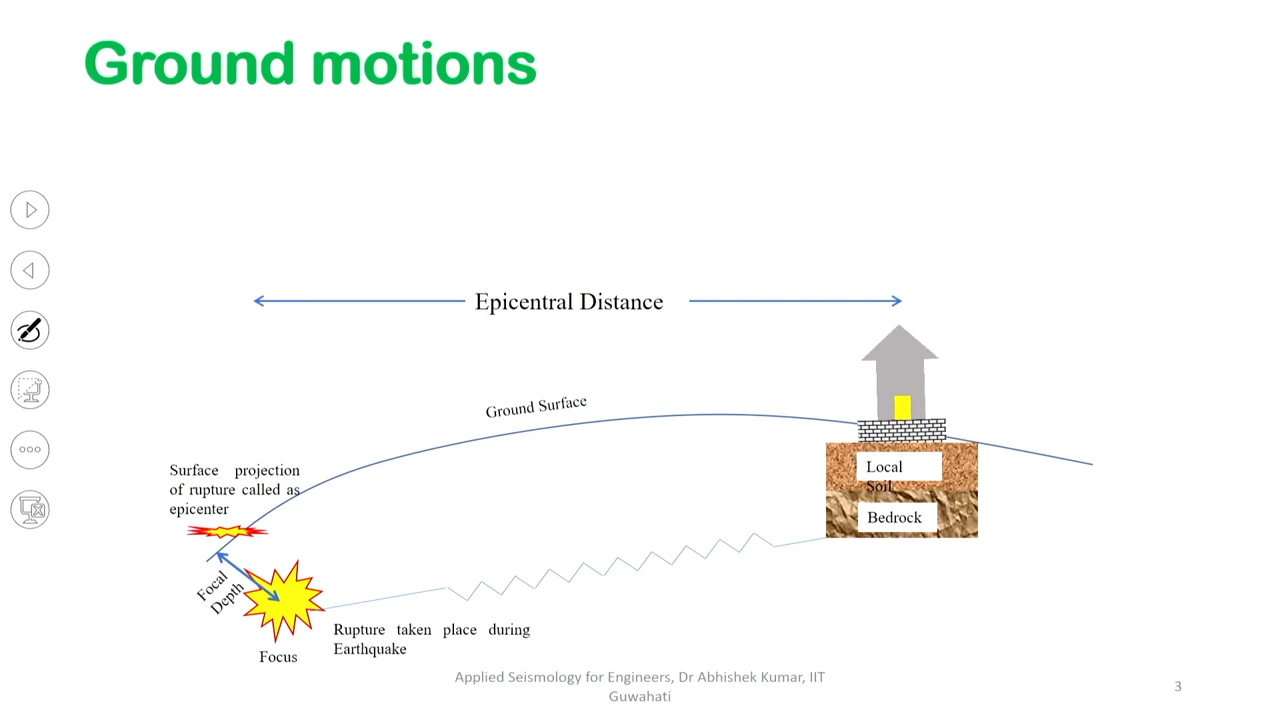 Ground motions
Epicentral Distance
Ground Surface
Surface projection
of rupture called as
epicenter
Local
Soil
Bedrock
Focal
Depth
Rupture taken place during
Earthquake
Focus
Applied Seismology for Engineers, Dr Abhishek Kumar, IIT
Guwahati
3